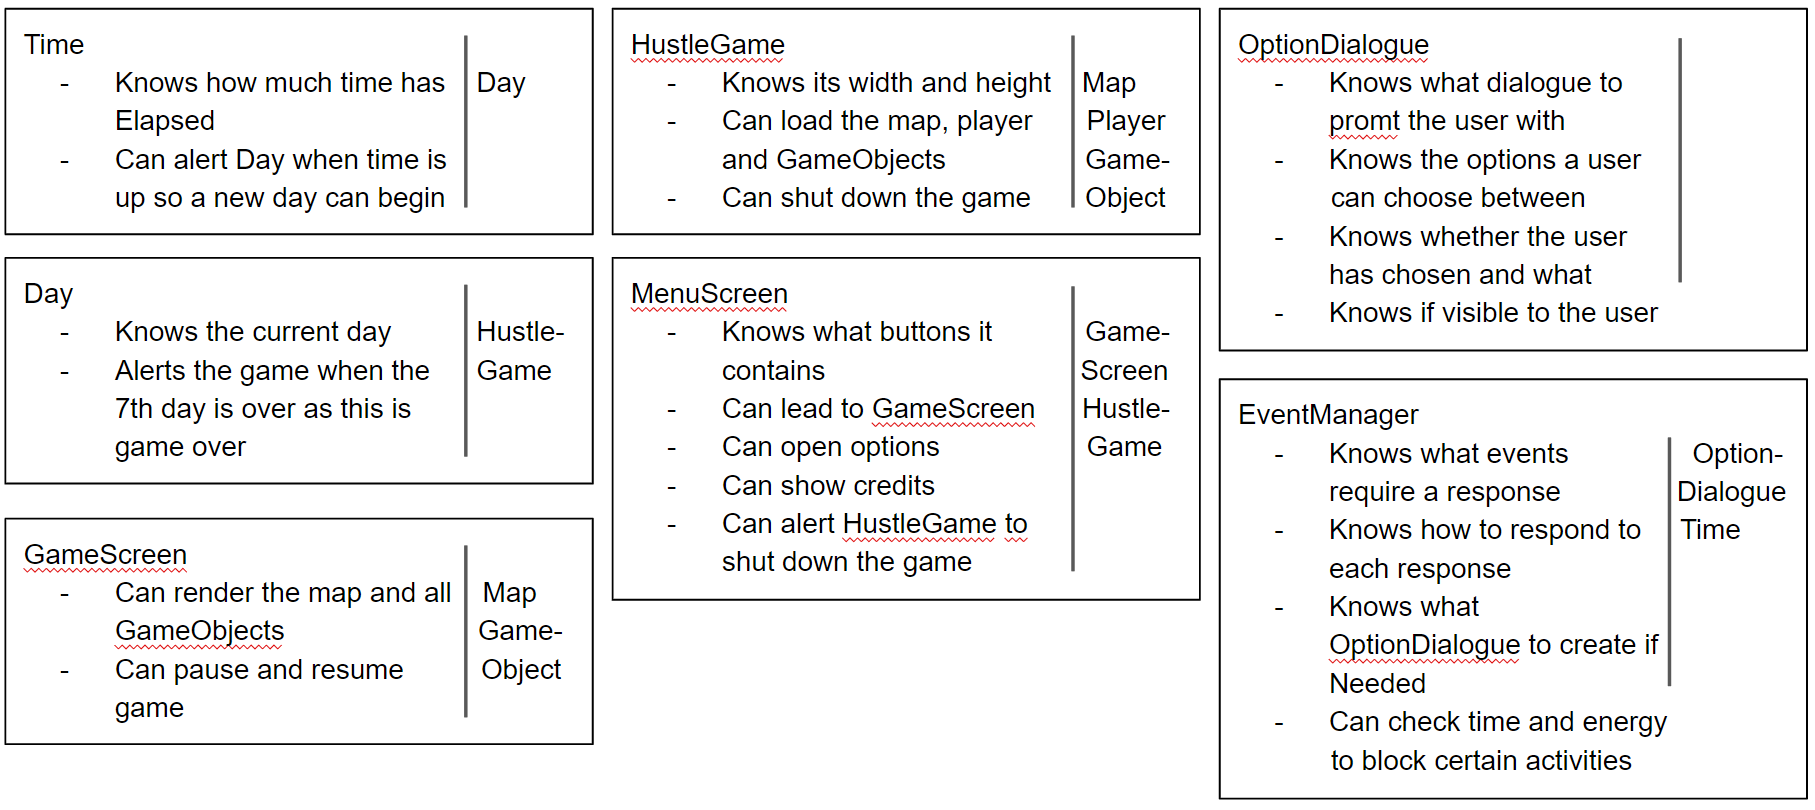 Time
- Knows how much time has
Elapsed
- Can alert Day when time is
up so a new day can begin
Day
Day
- Knows the current day
- Alerts the game when the
7th day is over as this is
game over
Hustle-
Game
GameScreen
- Can render the map and all
GameObjects
- Can pause and resume
game
Map
Game-
Object
HustleGame
- Knows its width and height
- Can load the map, player
and GameObjects
- Can shut down the game
Map
Player
Game-
Object
MenuScreen
- Knows what buttons it
contains
- Can lead to GameScreen
- Can open options
- Can show credits
- Can alert HustleGame to
shut down the game
Game-
Screen
Hustle-
Game
OptionDialogue
- Knows what dialogue to
promt the user with
- Knows the options a user
can choose between
- Knows whether the user
has chosen and what
- Knows if visible to the user
EventManager
- Knows what events
require a response
- Knows how to respond to
each response
- Knows what
OptionDialogue to create if
Needed
- Can check time and energy
to block certain activities
Option-
Dialogue
Time